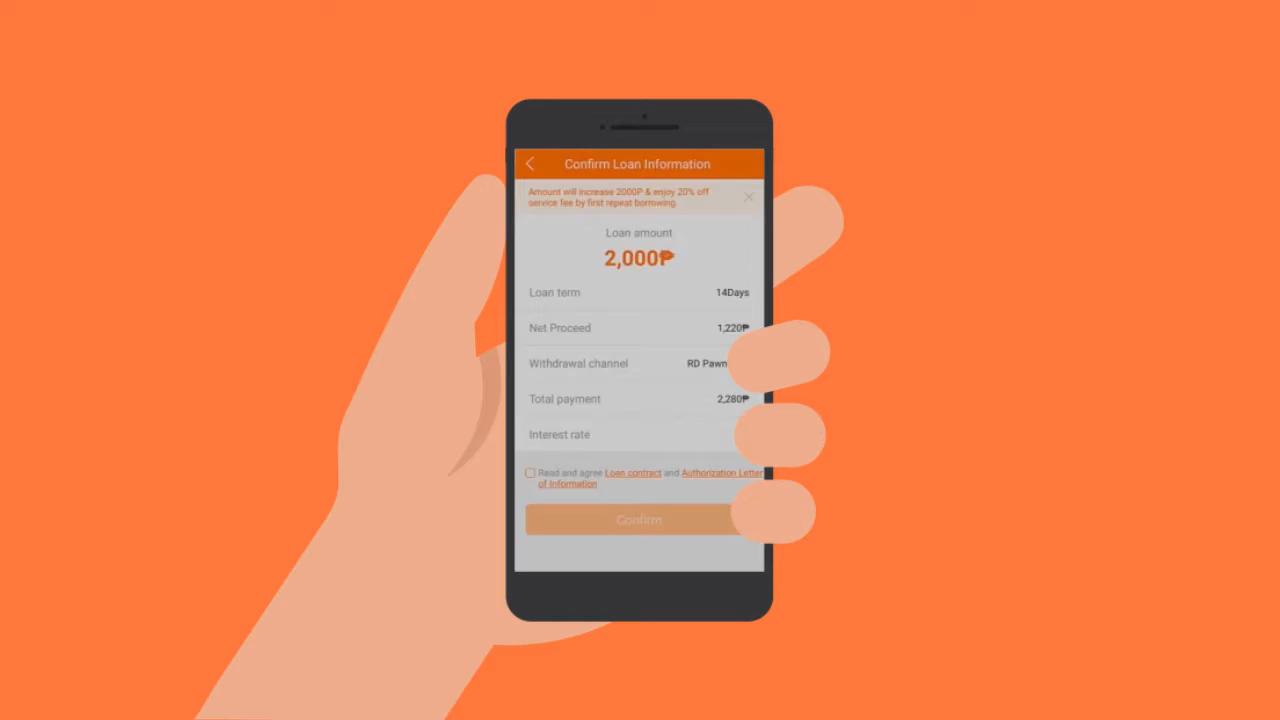 Confirm Loan Information
Amount will increase 2000P & enjoy 20% off
service fee by first repeat borrowing.
Loan amount
2,000₱
Loan term 14Days
Net Proceed 1,220₱
Withdrawal channel RD Pawn
Total payment 2,280₱
Interest rate
Read and agree Loan contract and Authorization Letter
of Information
Confirm